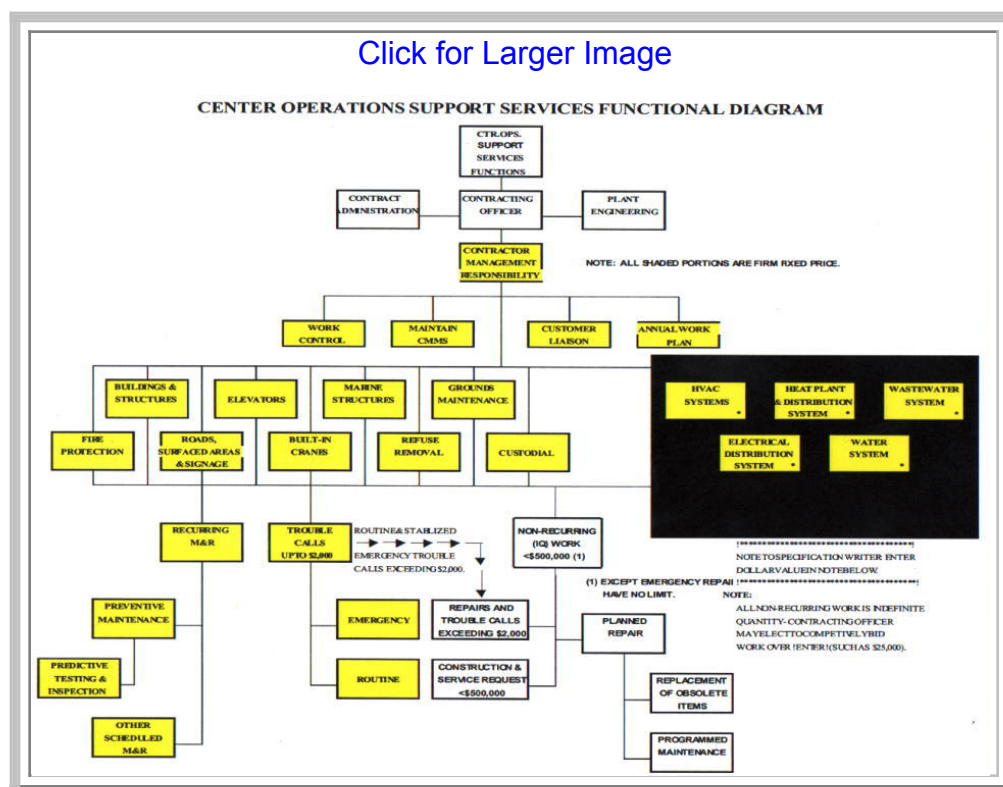 Click for Larger Image
CENTER OPERATIONS SUPPORT SERVICES FUNCTIONAL DIAGRAM
CTR.OPS.
SUPPORT
SERVICES
FUNCTIONS
CONTRACT
ADMINISTRATION
CONTRACTING
OFFICER
PLANT
ENGINEERING
CONTRACTOR
MANAGEMENT
RESPONSIBILITY
NOTE: ALL SHADED PORTIONS ARE FIRM RXED PRICE.
WORK
CONTROL
MAINTAIN
CMMS
CUSTOMER
LIAISON
ANNUAL WORK
PLAN
BUILDINGS &
STRUCTURES
ELEVATORS
MARINE
STRUCTURES
GROUNDS
MAINTENANCE
HVAC
SYSTEMS *
HEAT PLANT
& DISTRIBUTION
SYSTEM *
WASTEWATER
SYSTEM
*
FIRE
PROTECTION
ROADS,
SURFACED AREAS
& SIGNAGE
BUILT-IN
CRANES
REFUSE
REMOVAL
CUSTODIAL
ELECTRICAL
DISTRIBUTION
SYSTEM *
WATER
SYSTEM
*
RECURRING
M&R
TROUBLE
CALLS
UPTO $2,000
ROUTINE& STABLIZED
EMERGENCY TROUBLE
CALLS EXCEEDING $2,000.
NON-RECURRING
(IQ) WORK
<$500,000 (1)
!******************************************!
NOTE TO SPECIFICATION WRITER ENTER
DOLLAR VALUE IN NOTE BELOW.
!******************************************!
(1) EXCEPT EMERGENCY REPAIR
HAVE NO LIMIT.
NOTE:
ALL NON-RECURRING WORK IS INDEFINITE
QUANTITY- CONTRACTING OFFICER
MAY ELECT TO COMPETIVELY BID
WORK OVER !ENTER! (SUCH AS $25,000).
PREVENTIVE
MAINTENANCE
EMERGENCY
REPAIRS AND
TROUBLE CALLS
EXCEEDING $2,000
PLANNED
REPAIR
PREDICTIVE
TESTING &
INSPECTION
ROUTINE
CONSTRUCTION &
SERVICE REQUEST
<$500,000
REPLACEMENT
OF OBSOLETE
ITEMS
OTHER
SCHEDULED
M&R
PROGRAMMED
MAINTENANCE